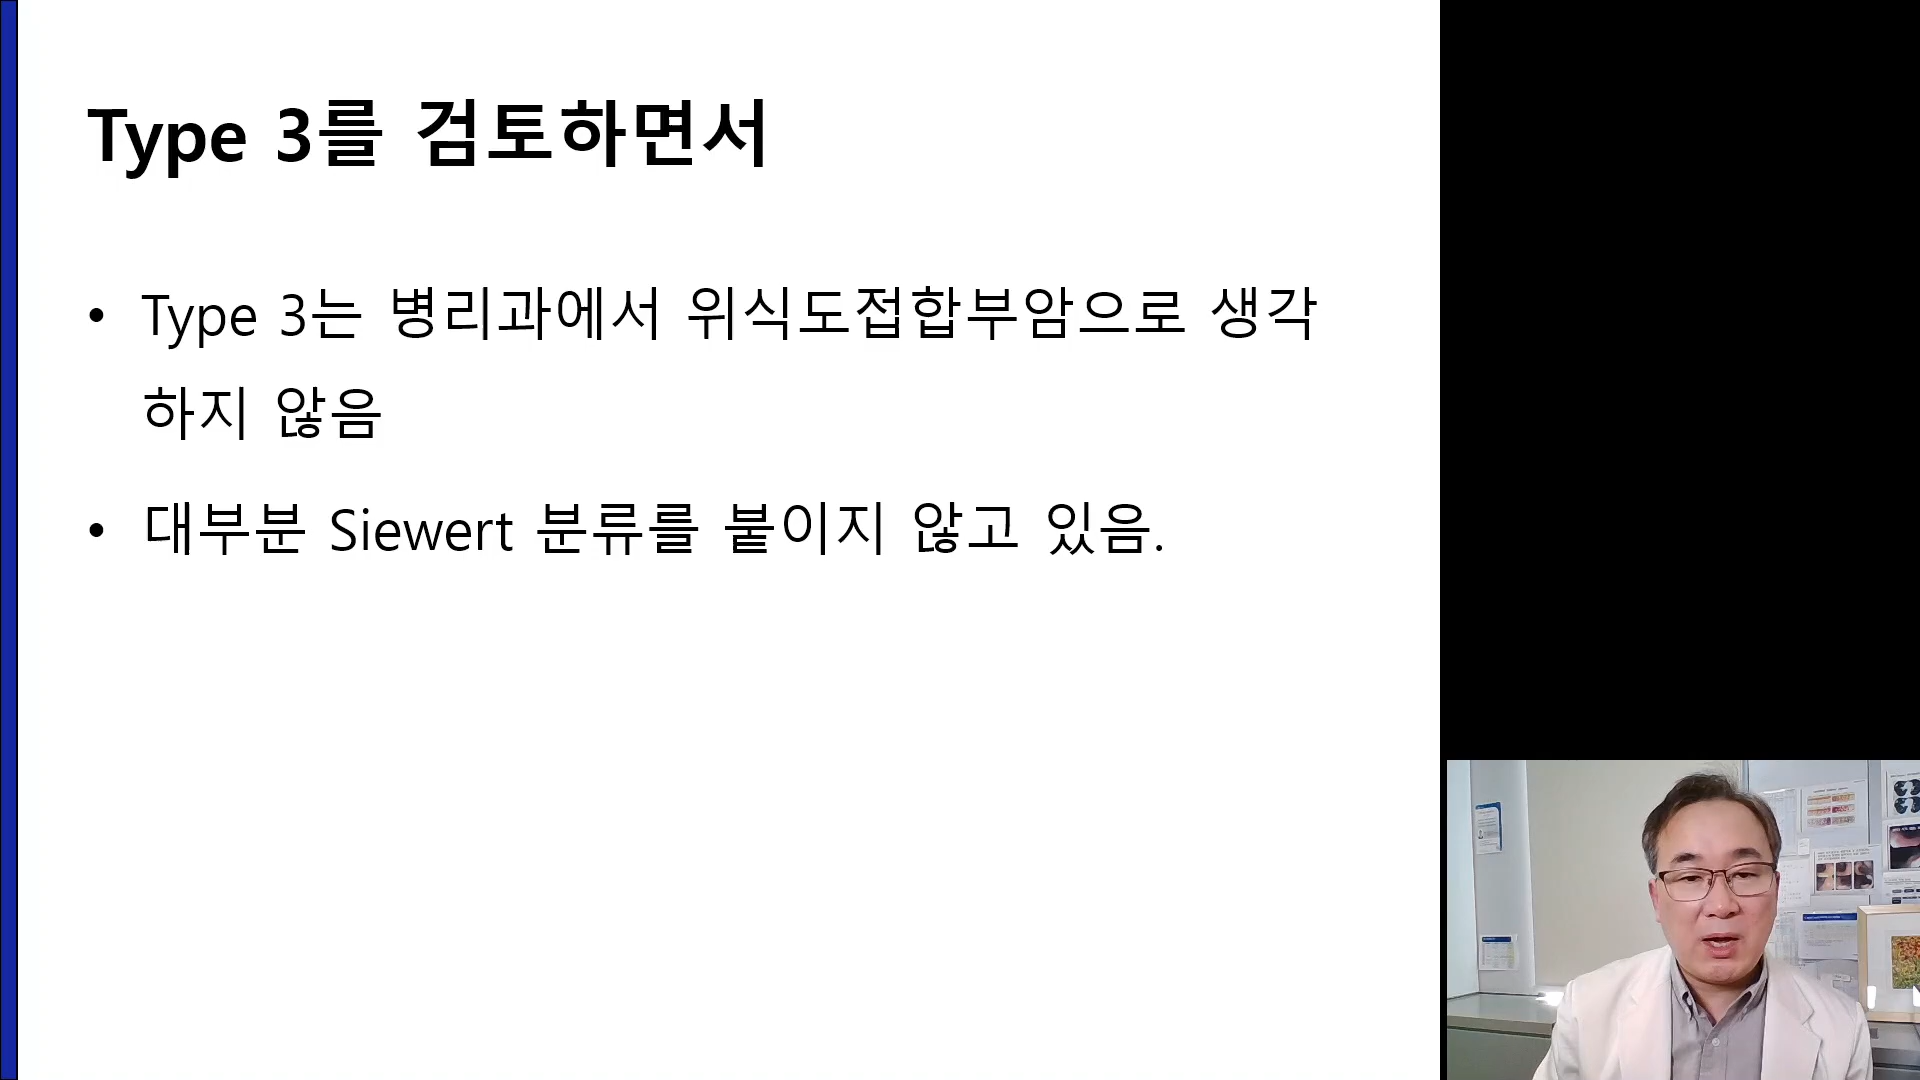 Type 3를 검토하면서
• Type 3는 병리과에서 위식도접합부암으로 생각
하지 않음
• 대부분 Siewert 분류를 붙이지 않고 있음.